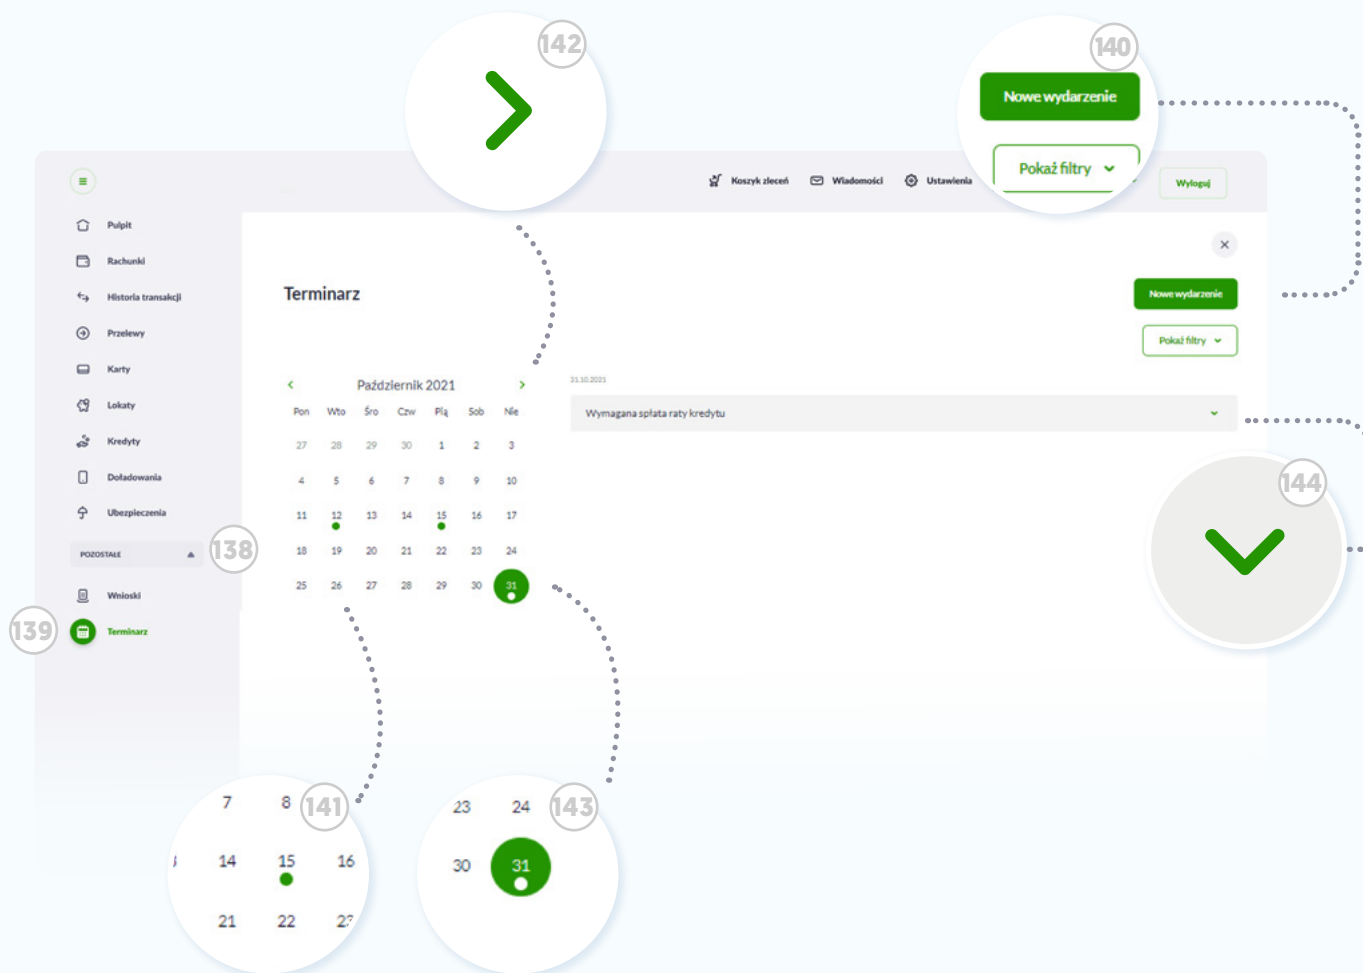 142
140
Nowe wydarzenie
Pokaż filtry
Koszyk zleceń Wiadomości Ustawienia Wyloguj
Pulpit
Rachunki
Historia transakcji
Przelewy
Karty
Lokaty
Kredyty
Doładowania
Ubezpieczenia
POZOSTAŁE
138
Wnioski
139
Terminarz
Terminarz
Nowe wydarzenie
Pokaż filtry
Październik 2021
Pon Wto Śro Czw Pią Sob Nie
27 28 29 30 1 2 3
4 5 6 7 8 9 10
11 12 13 14 15 16 17
18 19 20 21 22 23 24
25 26 27 28 29 30 31
31.10.2021
Wymagana spłata raty kredytu
144
7 8 141
14 15 16
21 22
23 24 143
30 31